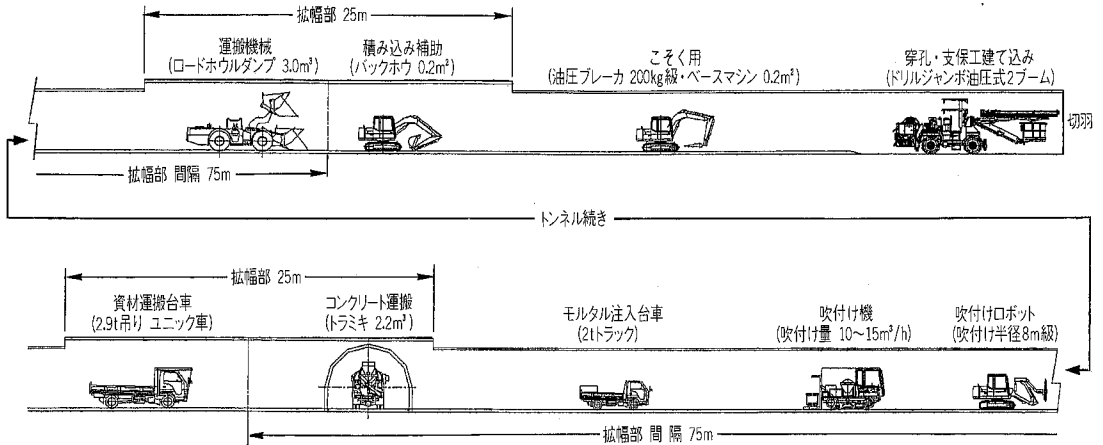 拡幅部 25m
運搬機械
(ロードホウルダンプ 3.0m³)
積み込み補助
(バックホウ 0.2m³)
こそく用
(油圧ブレーカ 200kg級・ベースマシン 0.2m²)
穿孔・支保工建て込み
(ドリルジャンボ油圧式2ブーム)
切羽
拡幅部 間隔 75m
トンネル続き
拡幅部 25m
資材運搬台車
(2.9t吊り ユニック車)
コンクリート運搬
(トラミキ 2.2m³)
モルタル注入台車
(2tトラック)
吹付け機
(吹付け量 10〜15m³/h)
吹付けロボット
(吹付け半径8m級)
拡幅部 間 隔 75m